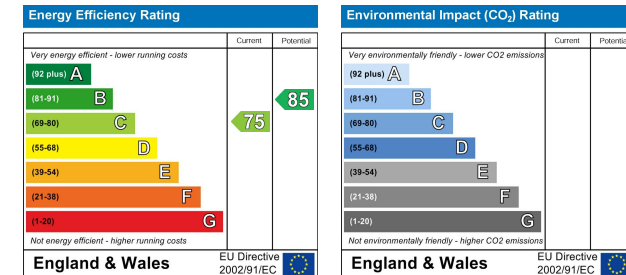 Energy Efficiency Rating
Current Potential
Very energy efficient - lower running costs
(92 plus) A
(81-91) B
85
(69-80) C
75
(55-68) D
(39-54) E
(21-38) F
(1-20) G
Not energy efficient - higher running costs
England & Wales
EU Directive
2002/91/EC
Environmental Impact (CO₂) Rating
Current Potential
Very environmentally friendly - lower CO2 emissions
(92 plus) A
(81-91) B
(69-80) C
(55-68) D
(39-54) E
(21-38) F
(1-20) G
Not environmentally friendly - higher CO2 emissions
England & Wales
EU Directive
2002/91/EC